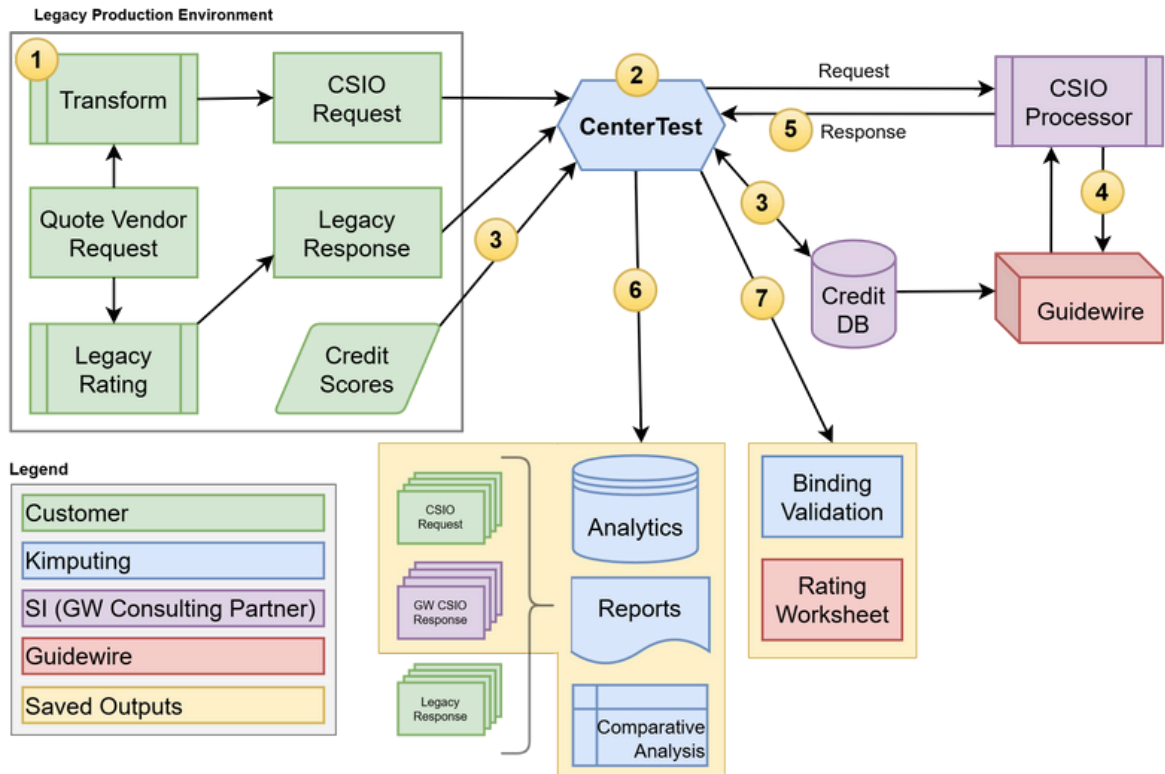 Legacy Production Environment
1
Transform
CSIO
Request
Quote Vendor
Request
Legacy
Response
Legacy
Rating
Credit
Scores
3
2
CenterTest
Request
5
Response
CSIO
Processor
3
4
Credit
DB
Guidewire
6
7
Legend
Customer
Kimputing
SI (GW Consulting Partner)
Guidewire
Saved Outputs
CSIO
Request
GW CSIO
Response
Legacy
Response
Analytics
Reports
Comparative
Analysis
Binding
Validation
Rating
Worksheet